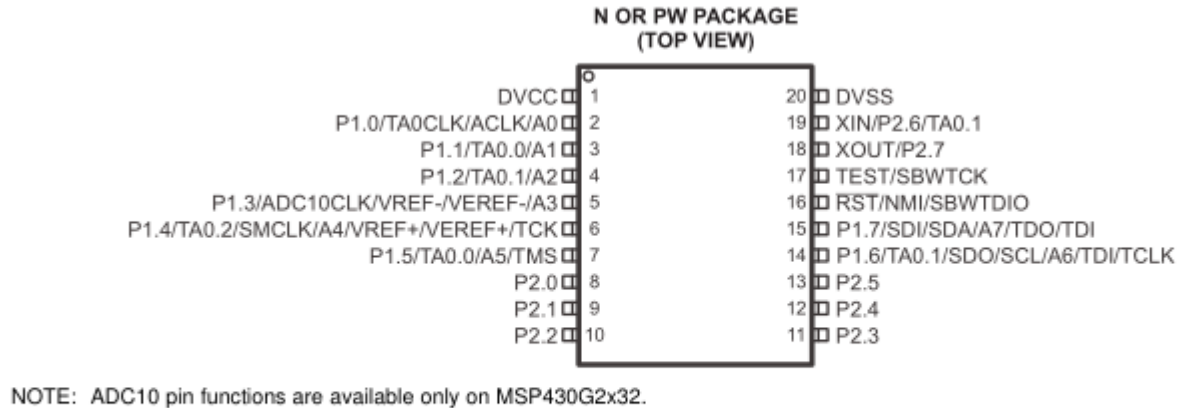 N OR PW PACKAGE
(TOP VIEW)
DVCC 1 20 DVSS
P1.0/TA0CLK/ACLK/A0 2 19 XIN/P2.6/TA0.1
P1.1/TA0.0/A1 3 18 XOUT/P2.7
P1.2/TA0.1/A2 4 17 TEST/SBWTCK
P1.3/ADC10CLK/VREF-/VEREF-/A3 5 16 RST/NMI/SBWTDIO
P1.4/TA0.2/SMCLK/A4/VREF+/VEREF+/TCK 6 15 P1.7/SDI/SDA/A7/TDO/TDI
P1.5/TA0.0/A5/TMS 7 14 P1.6/TA0.1/SDO/SCL/A6/TDI/TCLK
P2.0 8 13 P2.5
P2.1 9 12 P2.4
P2.2 10 11 P2.3
NOTE: ADC10 pin functions are available only on MSP430G2x32.